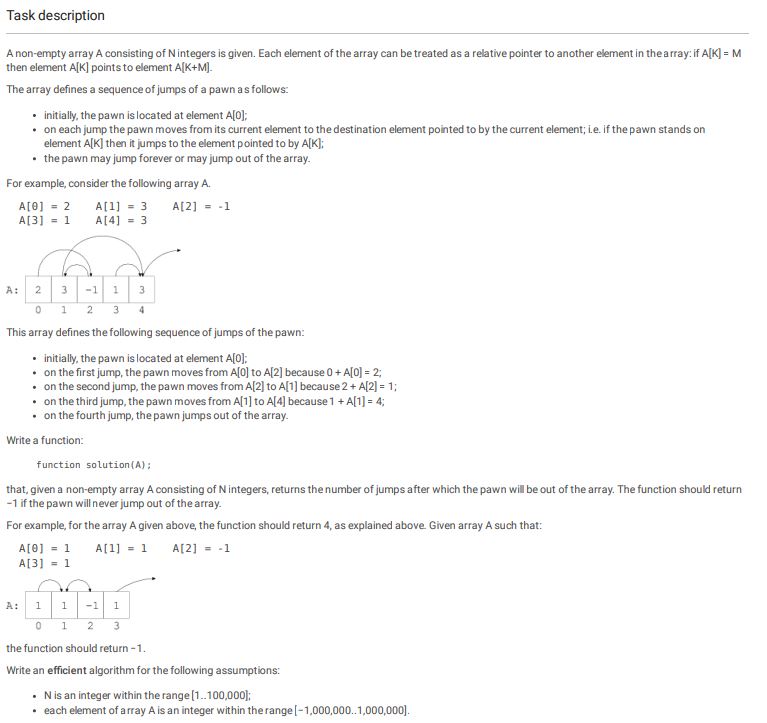 Task description
A non-empty array A consisting of N integers is given. Each element of the array can be treated as a relative pointer to another element in the array: if A[K] = M
then element A[K] points to element A[K+M].
The array defines a sequence of jumps of a pawn as follows:
• initially, the pawn is located at element A[0];
• on each jump the pawn moves from its current element to the destination element pointed to by the current element; i.e. if the pawn stands on
element A[K] then it jumps to the element pointed to by A[K];
• the pawn may jump forever or may jump out of the array.
For example, consider the following array A.
A[0] = 2 A[1] = 3 A[2] = -1
A[3] = 1 A[4] = 3
A: 2 3 -1 1 3
0 1 2 3 4
This array defines the following sequence of jumps of the pawn:
• initially, the pawn is located at element A[0];
• on the first jump, the pawn moves from A[0] to A[2] because 0 + A[0] = 2;
• on the second jump, the pawn moves from A[2] to A[1] because 2 + A[2] = 1;
• on the third jump, the pawn moves from A[1] to A[4] because 1 + A[1] = 4;
• on the fourth jump, the pawn jumps out of the array.
Write a function:
function solution(A);
that, given a non-empty array A consisting of N integers, returns the number of jumps after which the pawn will be out of the array. The function should return
−1 if the pawn will never jump out of the array.
For example, for the array A given above, the function should return 4, as explained above. Given array A such that:
A[0] = 1 A[1] = 1 A[2] = -1
A[3] = 1
A: 1 1 -1 1
0 1 2 3
the function should return −1.
Write an efficient algorithm for the following assumptions:
• N is an integer within the range [1..100,000];
• each element of array A is an integer within the range [−1,000,000..1,000,000].